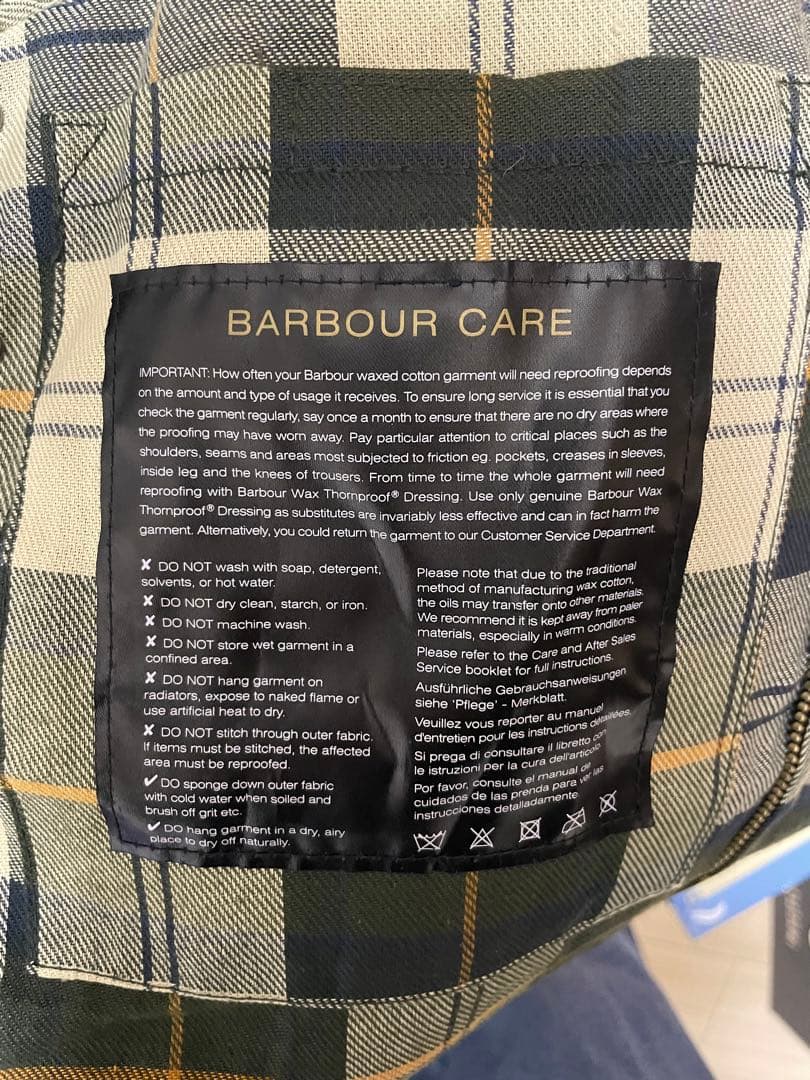 BARBOUR CARE
IMPORTANT: How often your Barbour waxed cotton garment will need reproofing depends
on the amount and type of usage it receives. To ensure long service it is essential that you
check the garment regularly, say once a month to ensure that there are no dry areas where
the proofing may have worn away. Pay particular attention to critical places such as the
shoulders, seams and areas most subjected to friction eg. pockets, creases in sleeves,
inside leg and the knees of trousers. From time to time the whole garment will need
reproofing with Barbour Wax Thornproof® Dressing. Use only genuine Barbour Wax
Thornproof® Dressing as substitutes are invariably less effective and can in fact harm the
garment. Alternatively, you could return the garment to our Customer Service Department.
✘ DO NOT wash with soap, detergent,
solvents, or hot water.
✘ DO NOT dry clean, starch, or iron.
✘ DO NOT machine wash.
✘ DO NOT store wet garment in a
confined area.
✘ DO NOT hang garment on
radiators, expose to naked flame or
use artificial heat to dry.
✘ DO NOT stitch through outer fabric.
If items must be stitched, the affected
area must be reproofed.
✔ DO sponge down outer fabric
with cold water when soiled and
brush off grit etc.
✔ DO hang garment in a dry, airy
place to dry off naturally.
Please note that due to the traditional
method of manufacturing wax cotton,
the oils may transfer onto other materials.
We recommend it is kept away from paler
materials, especially in warm conditions.
Please refer to the Care and After Sales
Service booklet for full instructions.
Ausführliche Gebrauchsanweisungen
siehe 'Pflege' - Merkblatt.
Veuillez vous reporter au manuel
d'entretien pour les instructions détaillées.
Si prega di consultare il libretto con
le istruzioni per la cura dell'articolo
Por favor, consulte el manual de
cuidados de las prenda para ver las
instrucciones detalladamente